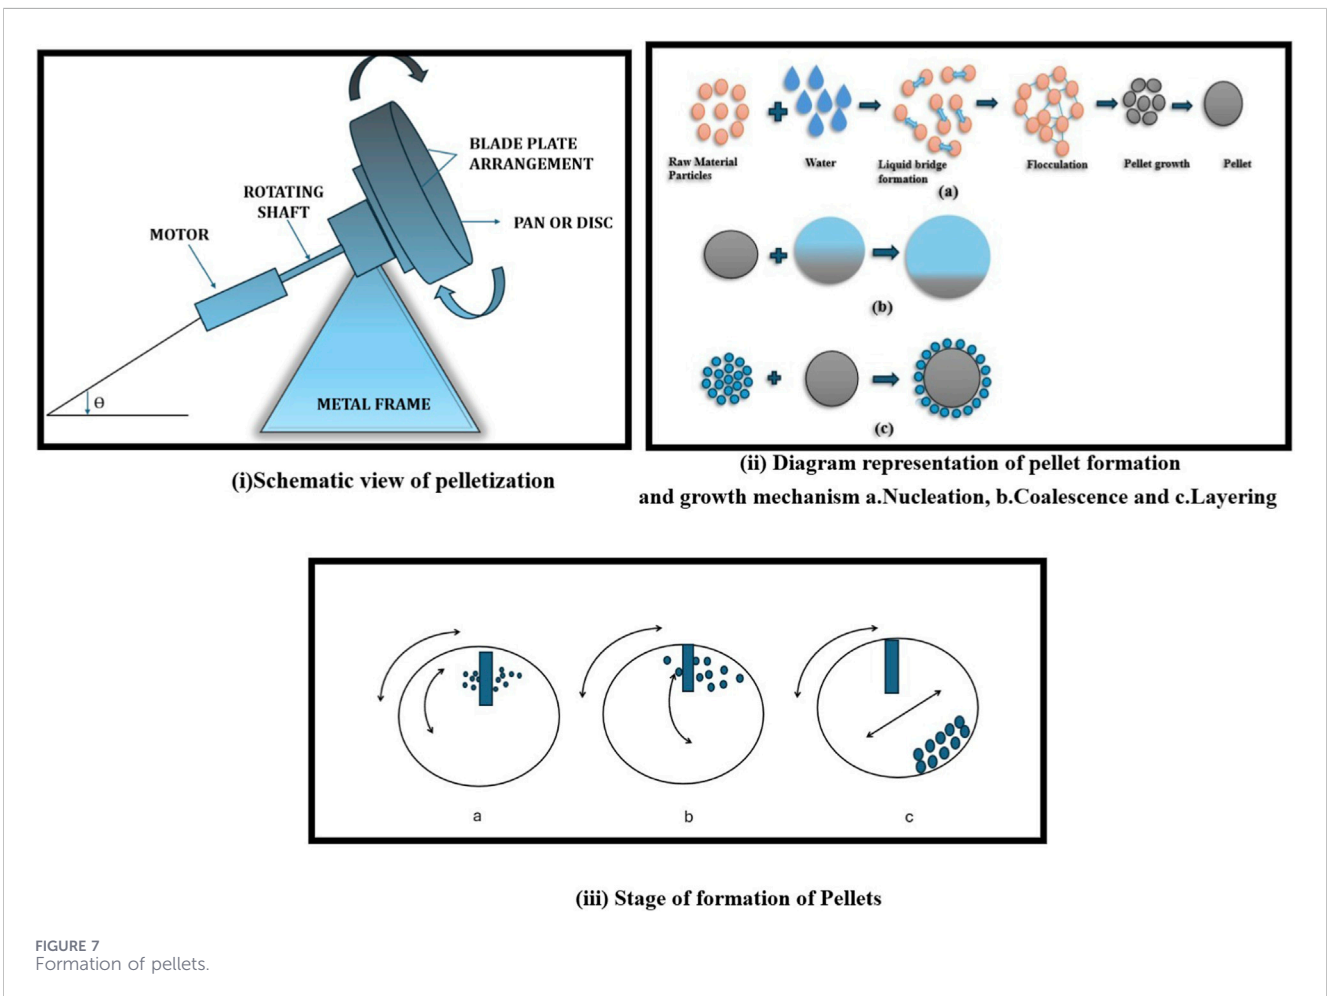 BLADE PLATE
ARRANGEMENT
ROTATING
SHAFT
PAN OR DISC
MOTOR
θ
METAL FRAME
(i)Schematic view of pelletization
Raw Material
Particles
Water
Liquid bridge
formation
Flocculation
Pellet growth
Pellet
(a)
(b)
(c)
(ii) Diagram representation of pellet formation
and growth mechanism a.Nucleation, b.Coalescence and c.Layering
a
b
c
(iii) Stage of formation of Pellets
FIGURE 7
Formation of pellets.